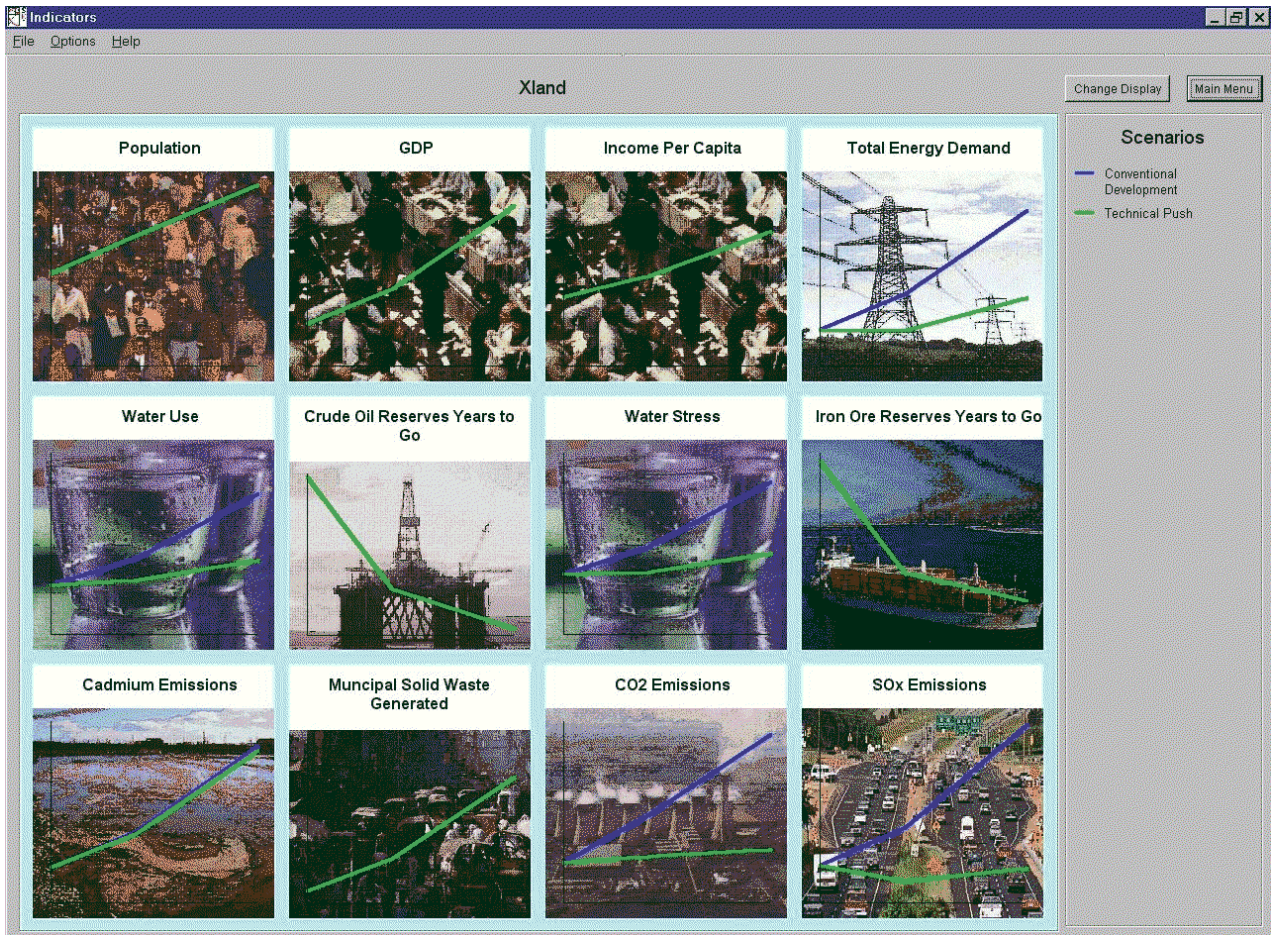 Indicators
File Options Help
Xland
Change Display
Main Menu
Population
GDP
Income Per Capita
Total Energy Demand
Scenarios
Conventional
Development
Technical Push
Water Use
Crude Oil Reserves Years to
Go
Water Stress
Iron Ore Reserves Years to Go
Cadmium Emissions
Muncipal Solid Waste
Generated
CO2 Emissions
SOx Emissions